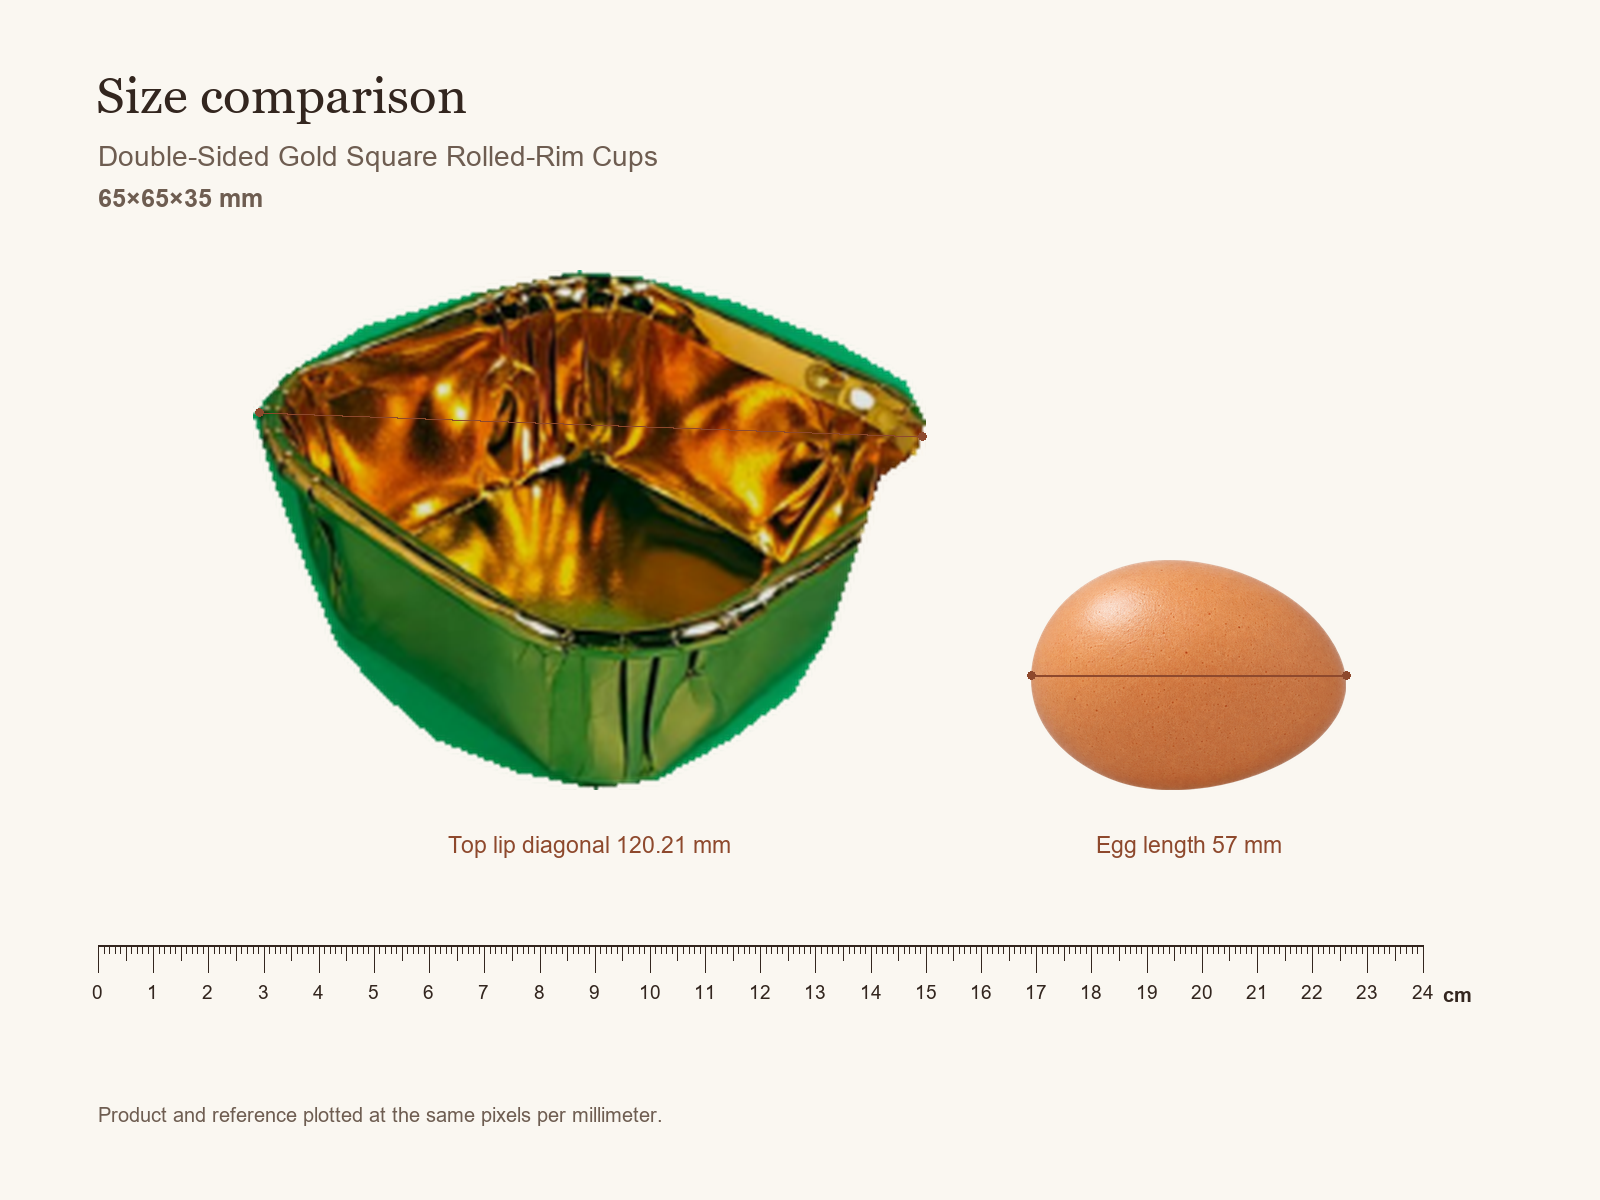 Size comparison
Double-Sided Gold Square Rolled-Rim Cups
65×65×35 mm
Top lip diagonal 120.21 mm
Egg length 57 mm
0 1 2 3 4 5 6 7 8 9 10 11 12 13 14 15 16 17 18 19 20 21 22 23 24 cm
Product and reference plotted at the same pixels per millimeter.